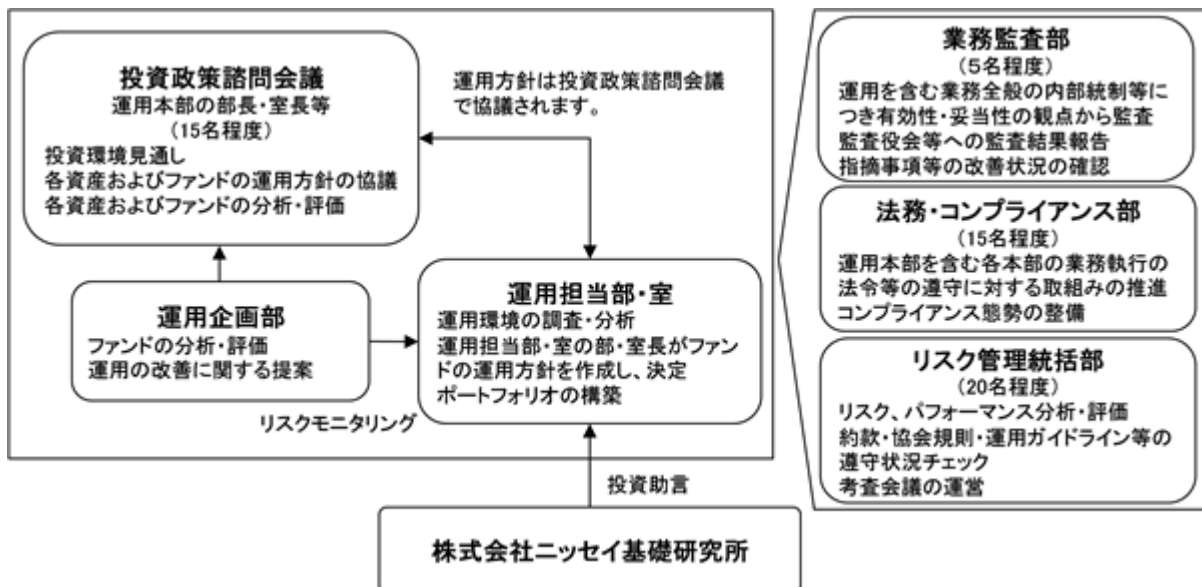 投資政策諮問会議
運用本部の部長・室長等
(15名程度)
投資環境見通し
各資産およびファンドの運用方針の協議
各資産およびファンドの分析・評価
運用方針は投資政策諮問会議
で協議されます。
運用企画部
ファンドの分析・評価
運用の改善に関する提案
リスクモニタリング
運用担当部・室
運用環境の調査・分析
運用担当部・室の部・室長がファン
ドの運用方針を作成し、決定
ポートフォリオの構築
投資助言
株式会社ニッセイ基礎研究所
業務監査部
(5名程度)
運用を含む業務全般の内部統制等に
つき有効性・妥当性の観点から監査
監査役会等への監査結果報告
指摘事項等の改善状況の確認
法務・コンプライアンス部
(15名程度)
運用本部を含む各本部の業務執行の
法令等の遵守に対する取組みの推進
コンプライアンス態勢の整備
リスク管理統括部
(20名程度)
リスク、パフォーマンス分析・評価
約款・協会規則・運用ガイドライン等の
遵守状況チェック
考査会議の運営